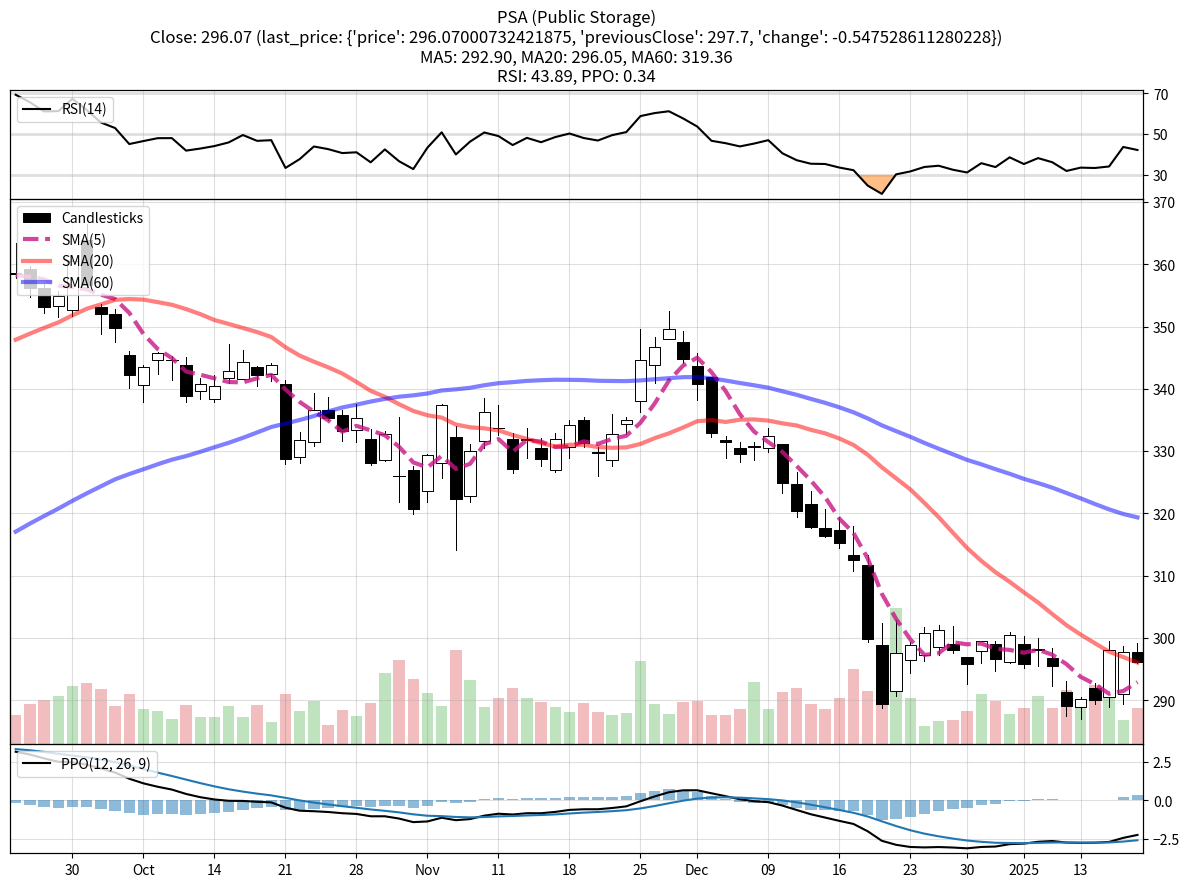 PSA (Public Storage)
Close: 296.07 (last_price: {'price': 296.07000732421875, 'previousClose': 297.7, 'change': -0.547528611280228})
MA5: 292.90, MA20: 296.05, MA60: 319.36
RSI: 43.89, PPO: 0.34
RSI(14)
70
50
30
Candlesticks
SMA(5)
SMA(20)
SMA(60)
370
360
350
340
330
320
310
300
290
PPO(12, 26, 9)
2.5
0.0
−2.5
30 Oct 14 21 28 Nov 11 18 25 Dec 09 16 23 30 2025 13